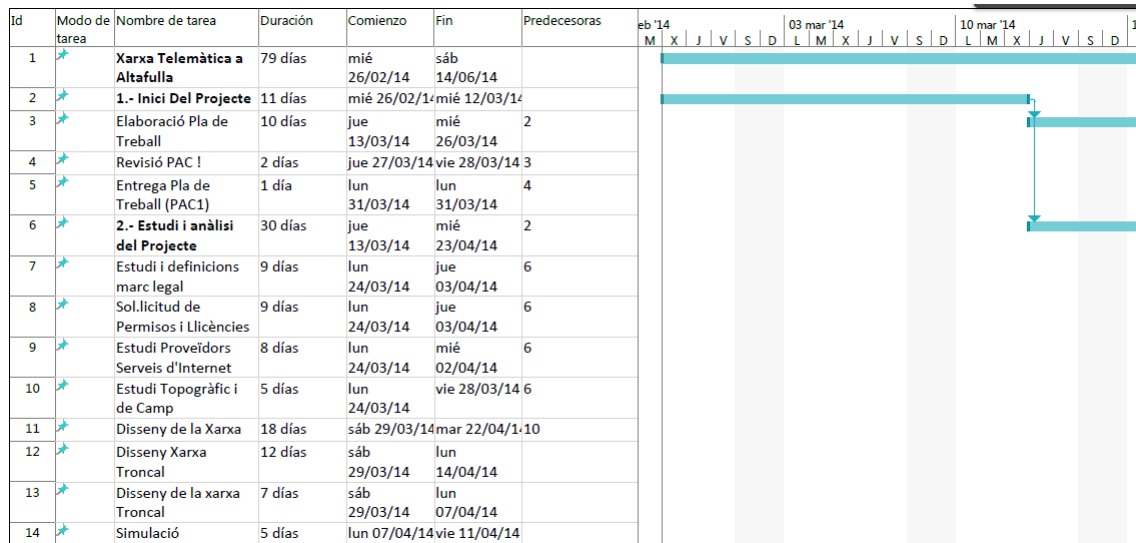 Id Modo de Nombre de tarea Duración Comienzo Fin Predecesoras eb '14 03 mar '14 10 mar '14 1
tarea M X J V S D L M X J V S D L M X J V S D
1 Xarxa Telemàtica a 79 días mié sáb
Altafulla 26/02/14 14/06/14
2 1.- Inici Del Projecte 11 días mié 26/02/14 mié 12/03/14
3 Elaboració Pla de 10 días jue mié 2
Treball 13/03/14 26/03/14
4 Revisió PAC ! 2 días jue 27/03/14 vie 28/03/14 3
5 Entrega Pla de 1 día lun lun 4
Treball (PAC1) 31/03/14 31/03/14
6 2.- Estudi i anàlisi 30 días jue mié 2
del Projecte 13/03/14 23/04/14
7 Estudi i definicions 9 días lun jue 6
marc legal 24/03/14 03/04/14
8 Sol.licitud de 9 días lun jue 6
Permisos i Llicències 24/03/14 03/04/14
9 Estudi Proveïdors 8 días lun mié 6
Serveis d'Internet 24/03/14 02/04/14
10 Estudi Topogràfic i 5 días lun vie 28/03/14 6
de Camp 24/03/14
11 Disseny de la Xarxa 18 días sáb 29/03/14 mar 22/04/14 10
12 Disseny Xarxa 12 días sáb lun
Troncal 29/03/14 14/04/14
13 Disseny de la xarxa 7 días sáb lun
Troncal 29/03/14 07/04/14
14 Simulació 5 días lun 07/04/14 vie 11/04/14